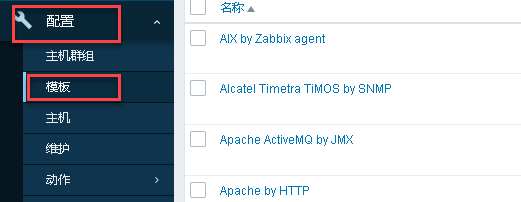 配置
主机群组
模板
主机
维护
动作
名称
AIX by Zabbix agent
Alcatel Timetra TiMOS by SNMP
Apache ActiveMQ by JMX
Apache by HTTP